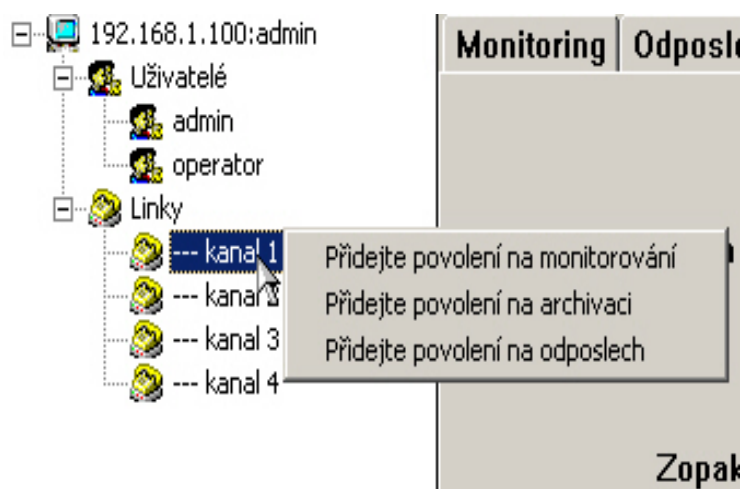 192.168.1.100:admin
Monitoring
Uživatelé
admin
operator
Linky
--- kanal 1
Přidejte povolení na monitorování
--- kanal
Přidejte povolení na archivaci
--- kanal 3
Přidejte povolení na odposlech
--- kanal 4